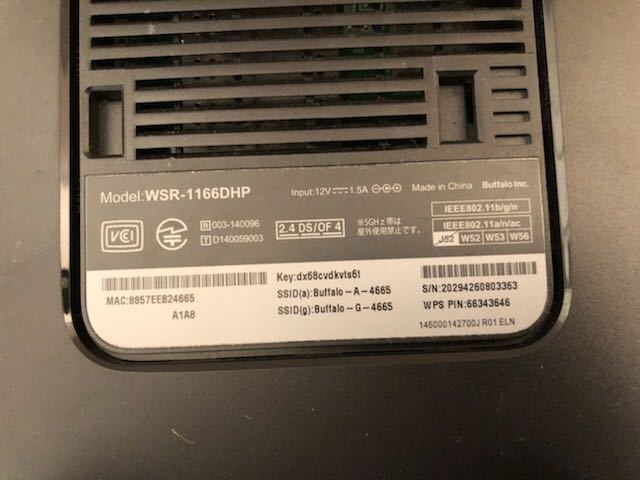 Model:WSR-1166DHP
Input:12V⎓1.5A
Made in China
Buffalo Inc.
VCCI
R 003-140096
T D140059003
2.4 DS/OF 4
※5GHz帯は
屋外使用禁止です。
IEEE802.11b/g/n
IEEE802.11a/n/ac
J52 W52 W53 W56
MAC:8857EEB24665
A1A8
Key:dx68cvdkvts6t
SSID(a):Buffalo-A-4665
SSID(g):Buffalo-G-4665
S/N:20294260803363
WPS PIN:66343646
146000142700J R01 ELN